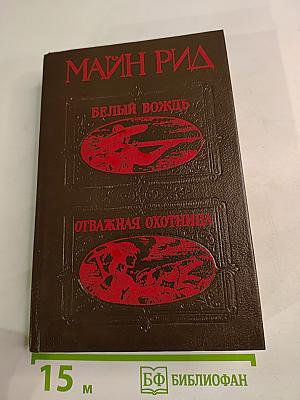 МАЙН РИД
БЕЛЫЙ ВОЖДЬ
ОТВАЖНАЯ ОХОТНИЦА
15 м
БФ БИБЛИОФАН